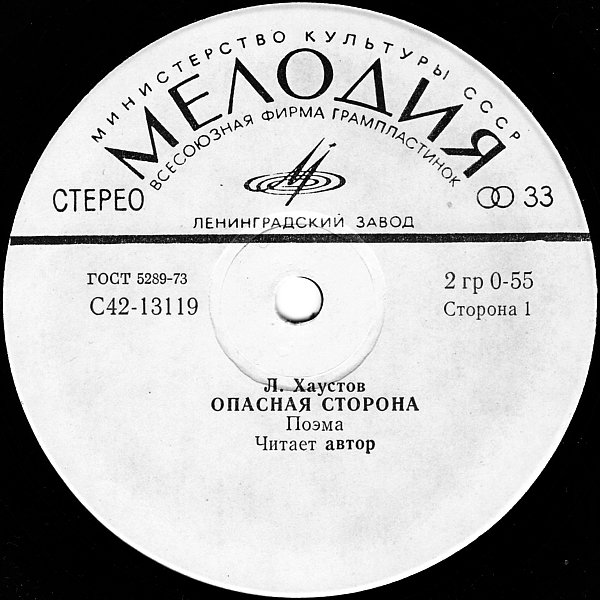 МИНИСТЕРСТВО КУЛЬТУРЫ СССР
МЕЛОДИЯ
ВСЕСОЮЗНАЯ ФИРМА ГРАМПЛАСТИНОК
СТЕРЕО
33
ЛЕНИНГРАДСКИЙ ЗАВОД
ГОСТ 5289-73
2 гр 0-55
С42-13119
Сторона 1
Л. Хаустов
ОПАСНАЯ СТОРОНА
Поэма
Читает автор